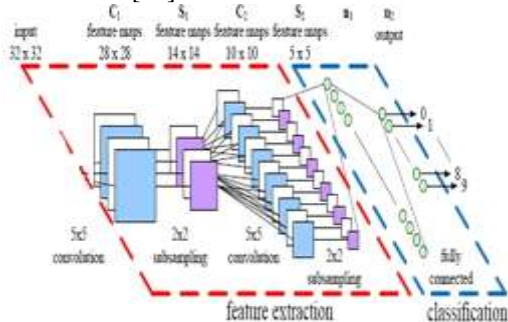 C1 S1 C2 S2 n1 n2
input feature maps feature maps feature maps feature maps output
32 x 32 28 x 28 14 x 14 10 x 10 5 x 5
0
1
8
9
5x5 2x2 5x5 2x2 fully
convolution subsampling convolution subsampling connected
feature extraction classification